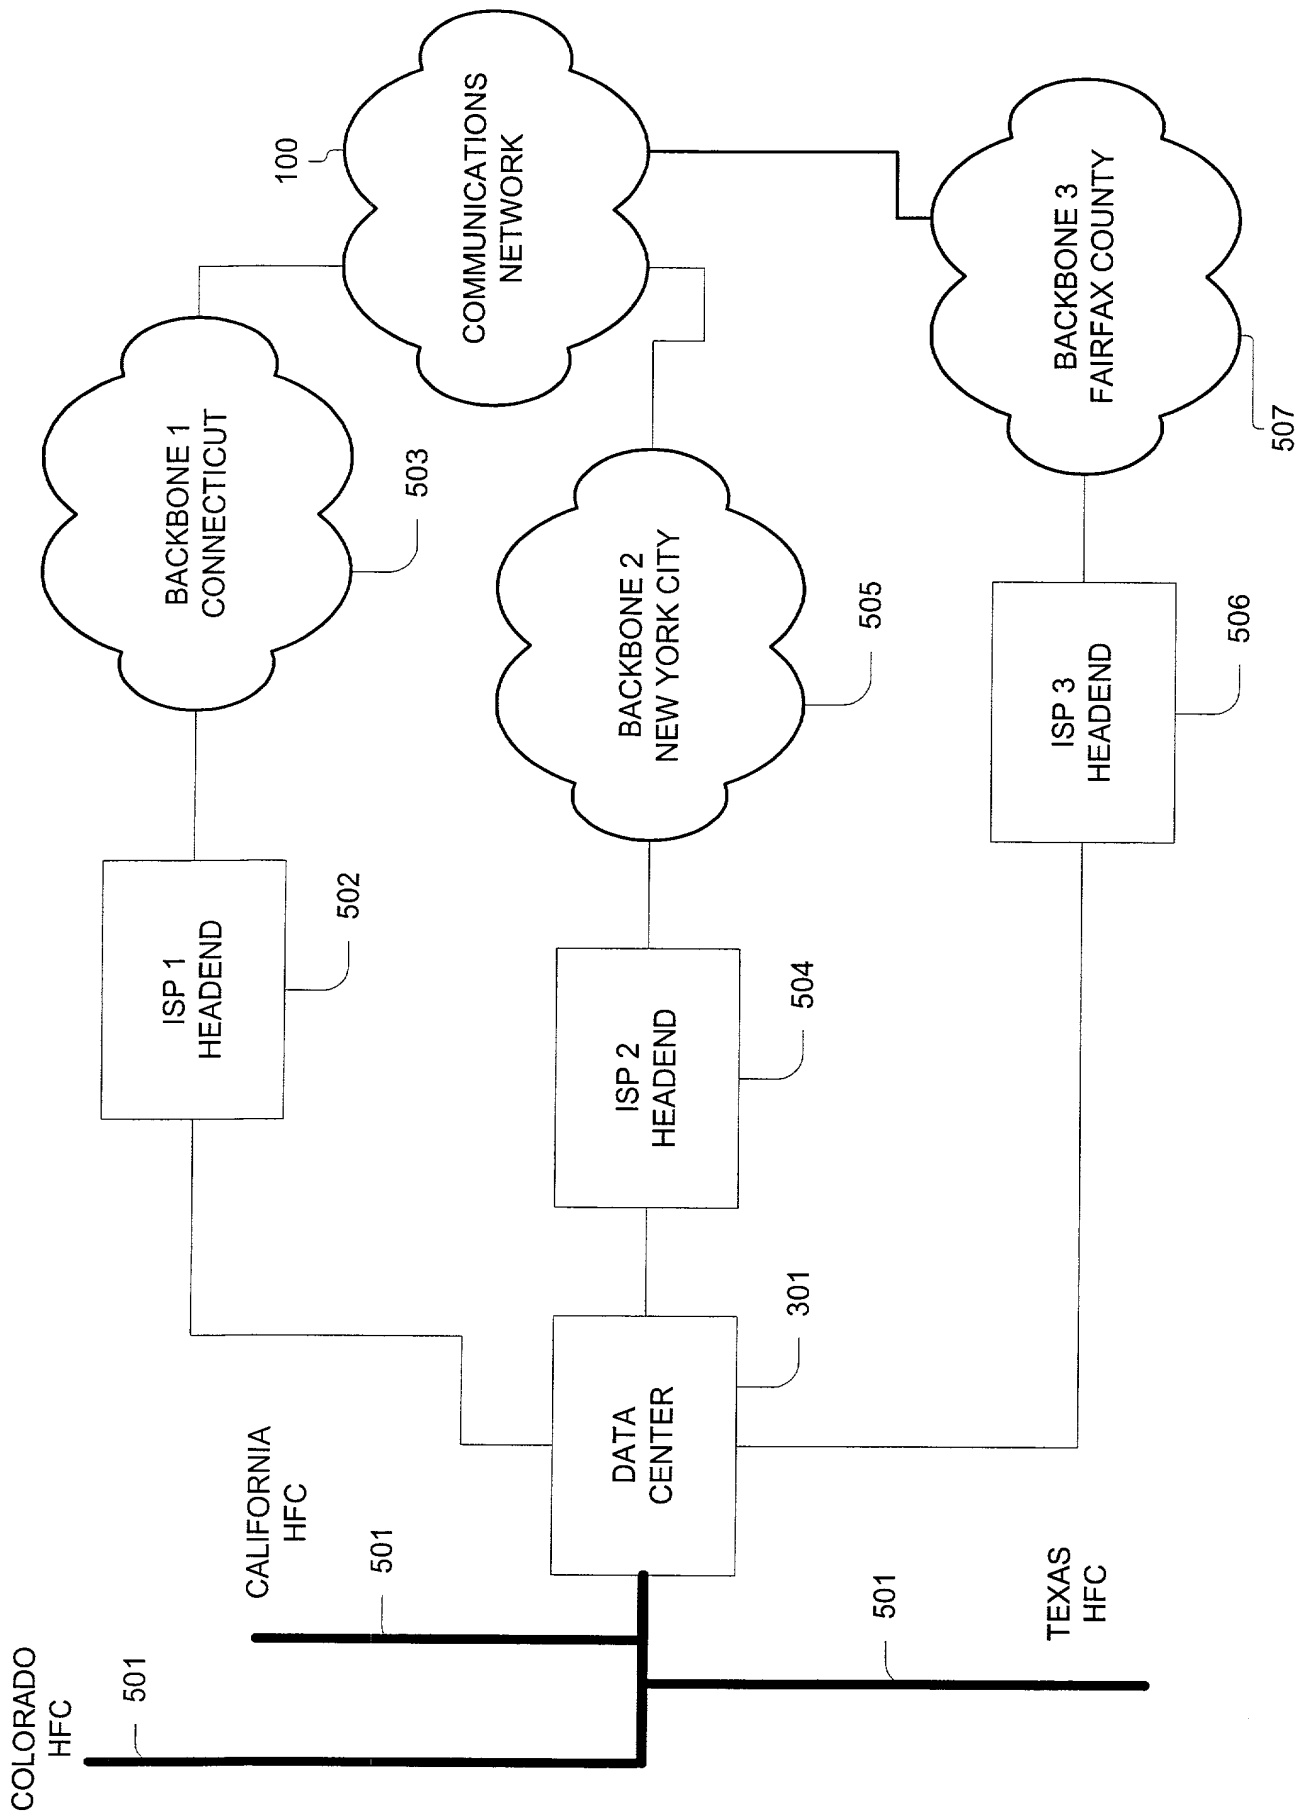 COLORADO
HFC
501
CALIFORNIA
HFC
501
TEXAS
HFC
501
DATA
CENTER
301
ISP 1
HEADEND
502
ISP 2
HEADEND
504
ISP 3
HEADEND
506
BACKBONE 1
CONNECTICUT
503
BACKBONE 2
NEW YORK CITY
505
BACKBONE 3
FAIRFAX COUNTY
507
COMMUNICATIONS
NETWORK
100